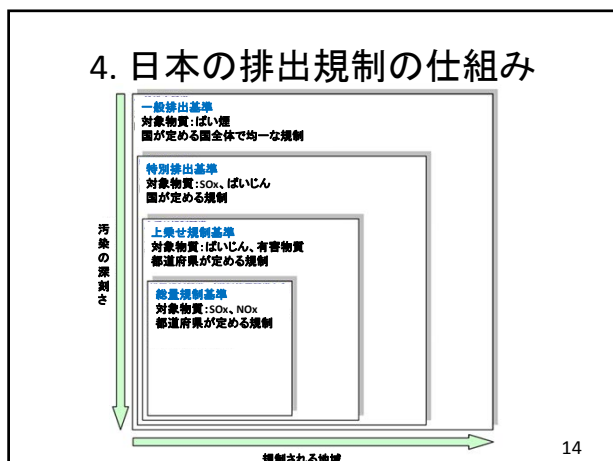 4. 日本の排出規制の仕組み
一般排出基準
対象物質：ばい煙
国が定める国全体で均一な規制
特別排出基準
対象物質：SOx、ばいじん
国が定める規制
上乗せ規制基準
対象物質：ばいじん、有害物質
都道府県が定める規制
総量規制基準
対象物質：SOx、NOx
都道府県が定める規制
汚染の深刻さ
規制される地域
14